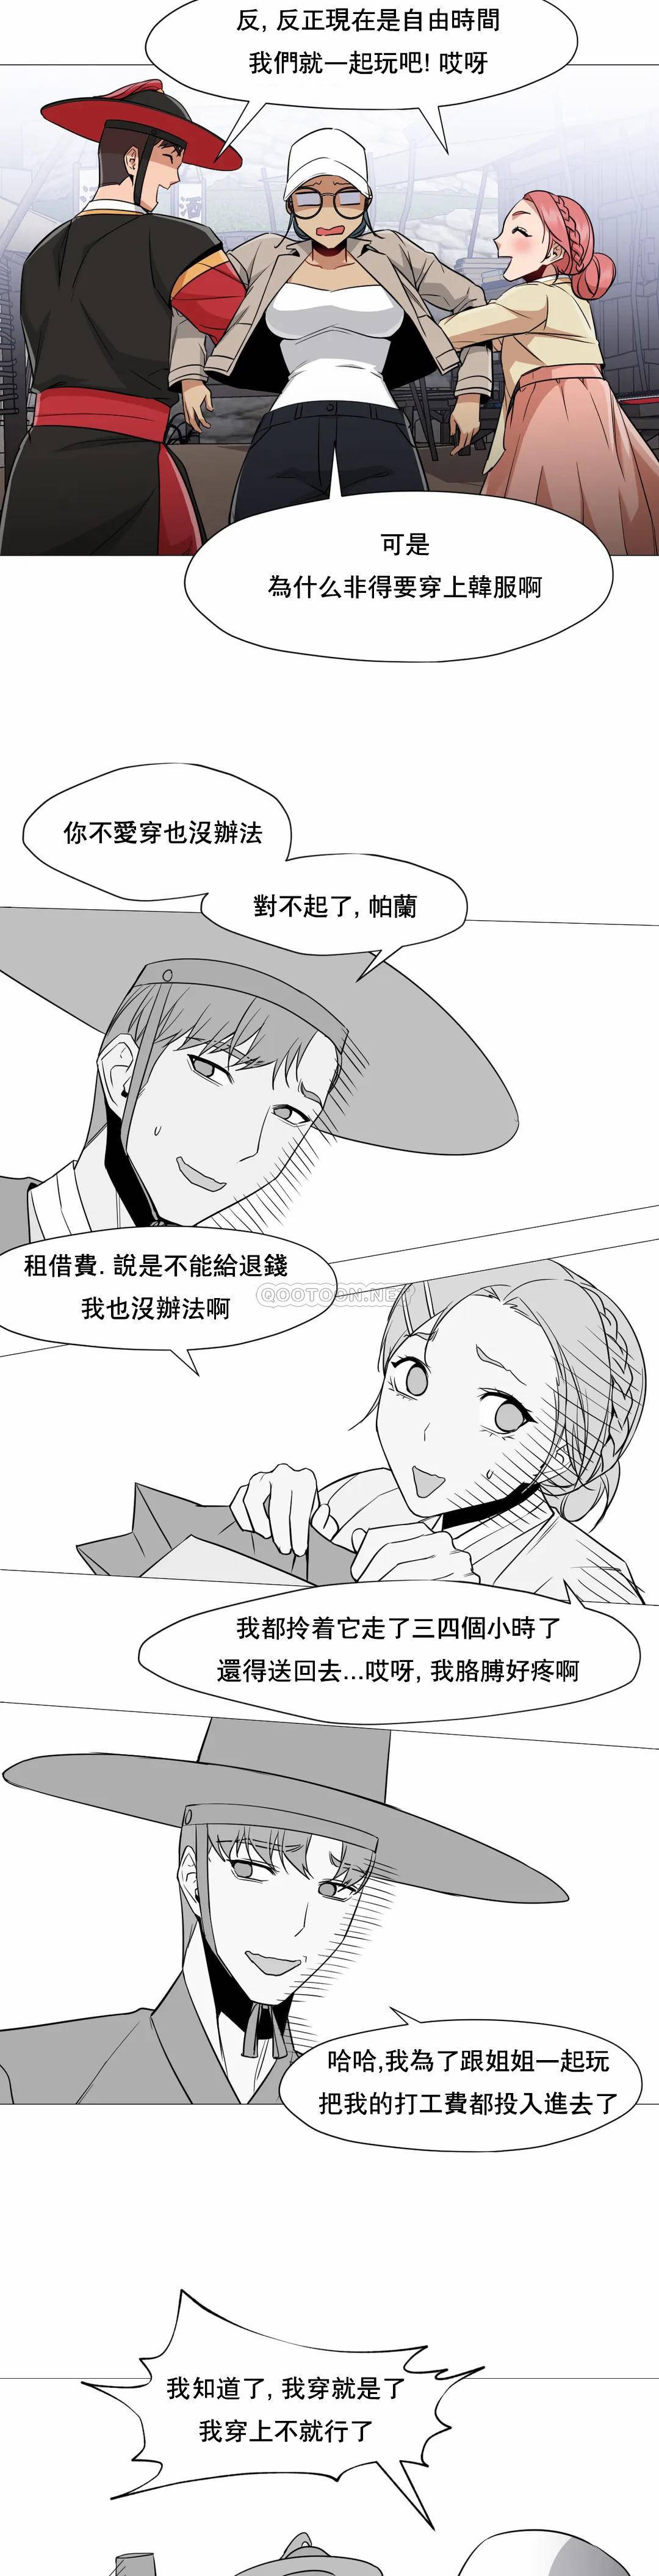 反, 反正現在是自由時間
我們就一起玩吧! 哎呀
酒
可是
為什么非得要穿上韓服啊
你不愛穿也沒辦法
對不起了, 帕蘭
租借費. 說是不能給退錢
我也沒辦法啊
QOOTOON.NET
我都拎着它走了三四個小時了
還得送回去...哎呀, 我胳膊好疼啊
哈哈,我為了跟姐姐一起玩
把我的打工費都投入進去了
我知道了, 我穿就是了
我穿上不就行了